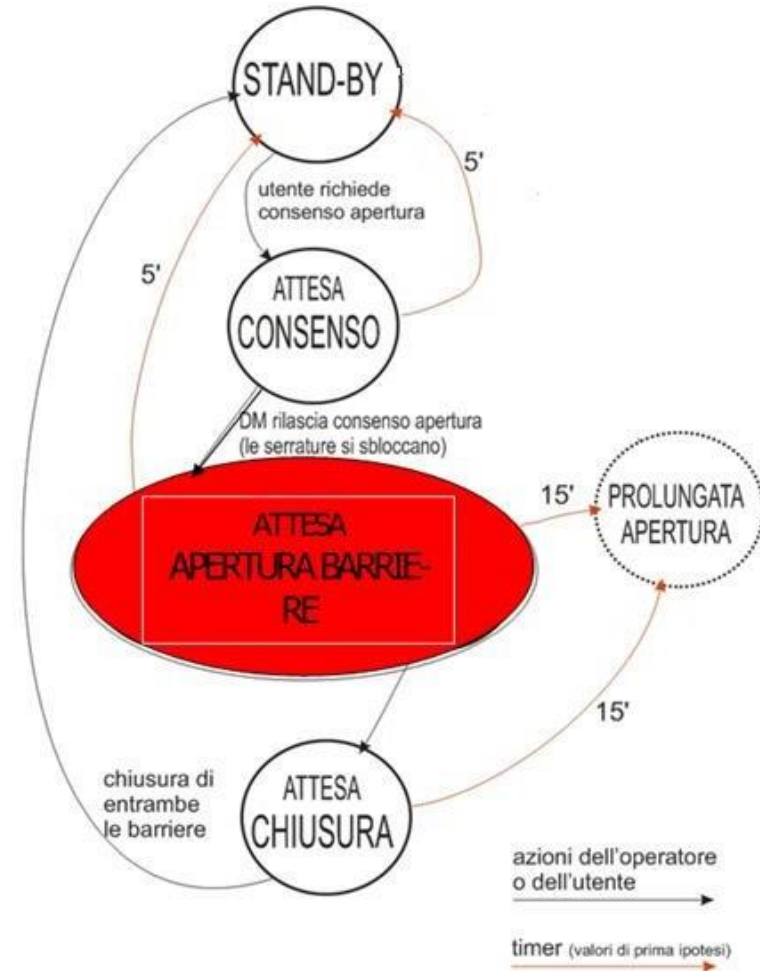 STAND-BY
5'
utente richiede
consenso apertura
5'
ATTESA
CONSENSO
DM rilascia consenso apertura
(le serrature si sbloccano)
ATTESA
APERTURA BARRIE-
RE
15'
PROLUNGATA
APERTURA
15'
chiusura di
entrambe
le barriere
ATTESA
CHIUSURA
azioni dell'operatore
o dell'utente
timer (valori di prima ipotesi)